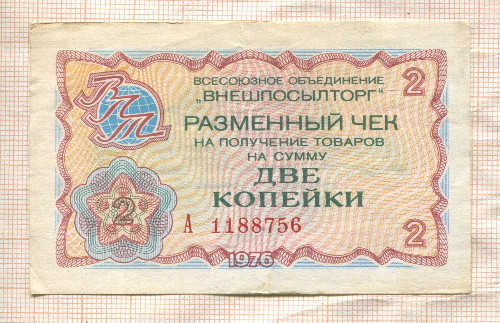 ВПТ
ВСЕСОЮЗНОЕ ОБЪЕДИНЕНИЕ
„ВНЕШПОСЫЛТОРГ"
2
РАЗМЕННЫЙ ЧЕК
НА ПОЛУЧЕНИЕ ТОВАРОВ
НА СУММУ
ДВЕ
КОПЕЙКИ
2
А 1188756
2
1976